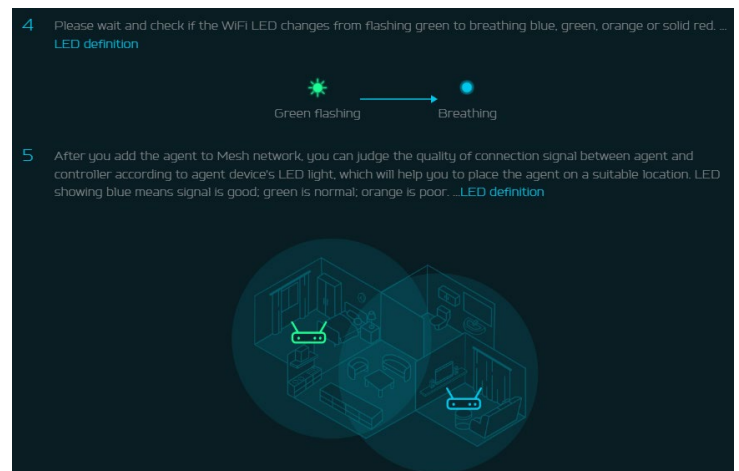 4 Please wait and check if the WiFi LED changes from flashing green to breathing blue, green, orange or solid red. ...
LED definition
Green flashing Breathing
5 After you add the agent to Mesh network, you can judge the quality of connection signal between agent and
controller according to agent device's LED light, which will help you to place the agent on a suitable location. LED
showing blue means signal is good; green is normal; orange is poor. ...LED definition